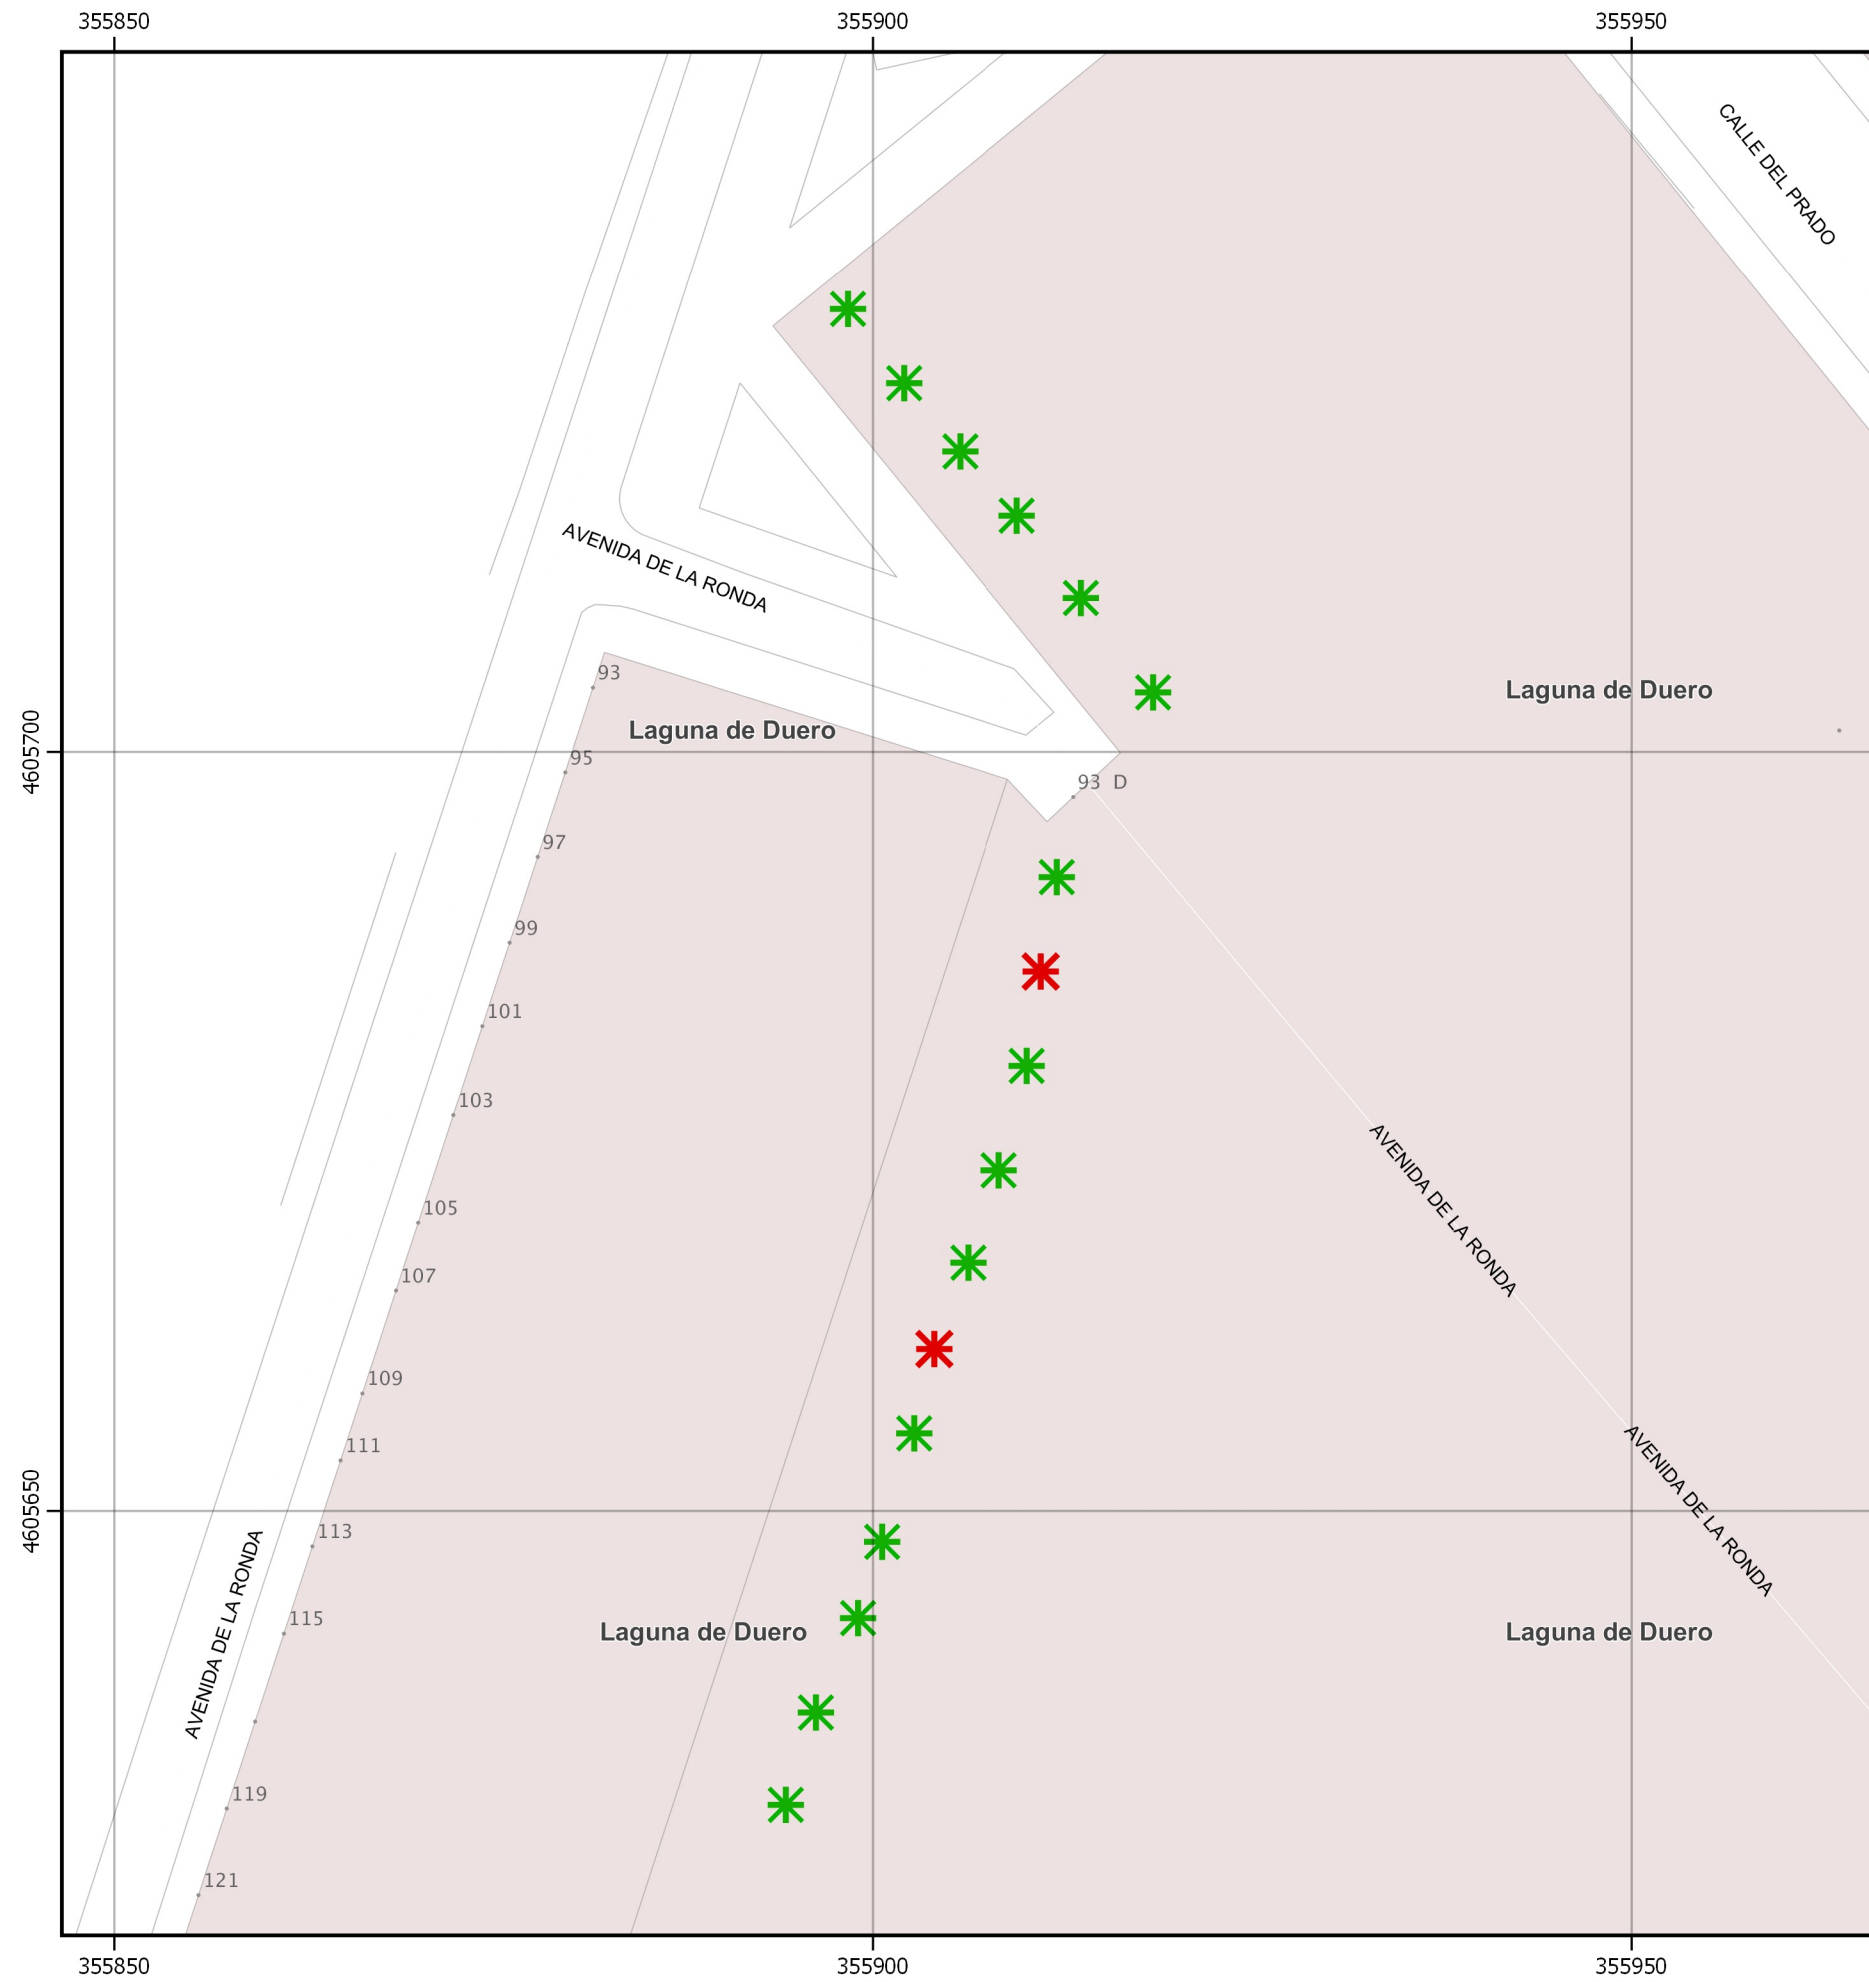 355850 355900 355950
CALLE DEL PRADO
AVENIDA DE LA RONDA
93
Laguna de Duero
Laguna de Duero
4605700
95
93 D
97
99
101
103
AVENIDA DE LA RONDA
105
107
109
111
AVENIDA DE LA RONDA
4605650
113
AVENIDA DE LA RONDA
115
Laguna de Duero
Laguna de Duero
119
121
355850 355900 355950